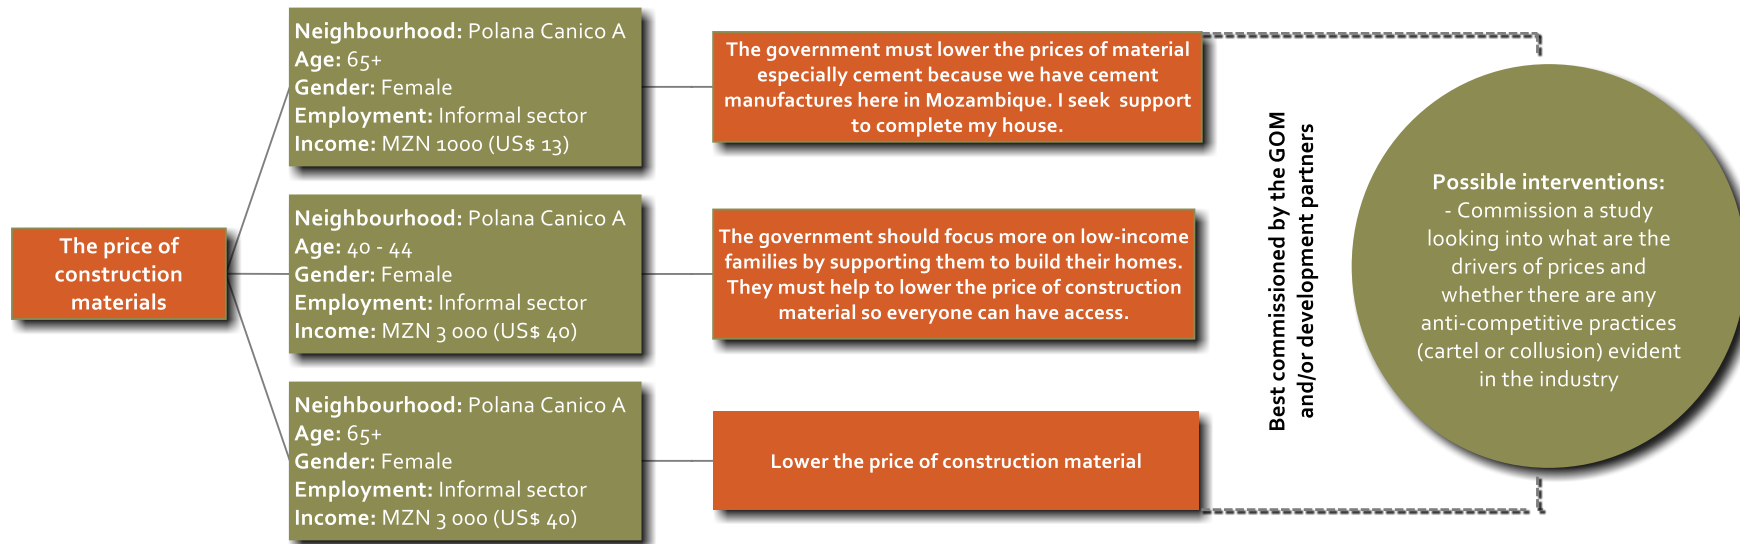 The price of
construction
materials
Neighbourhood: Polana Canico A
Age: 65+
Gender: Female
Employment: Informal sector
Income: MZN 1000 (US$ 13)
The government must lower the prices of material
especially cement because we have cement
manufactures here in Mozambique. I seek support
to complete my house.
Neighbourhood: Polana Canico A
Age: 40 - 44
Gender: Female
Employment: Informal sector
Income: MZN 3 000 (US$ 40)
The government should focus more on low-income
families by supporting them to build their homes.
They must help to lower the price of construction
material so everyone can have access.
Neighbourhood: Polana Canico A
Age: 65+
Gender: Female
Employment: Informal sector
Income: MZN 3 000 (US$ 40)
Lower the price of construction material
Best commissioned by the GOM
and/or development partners
Possible interventions:
- Commission a study
looking into what are the
drivers of prices and
whether there are any
anti-competitive practices
(cartel or collusion) evident
in the industry